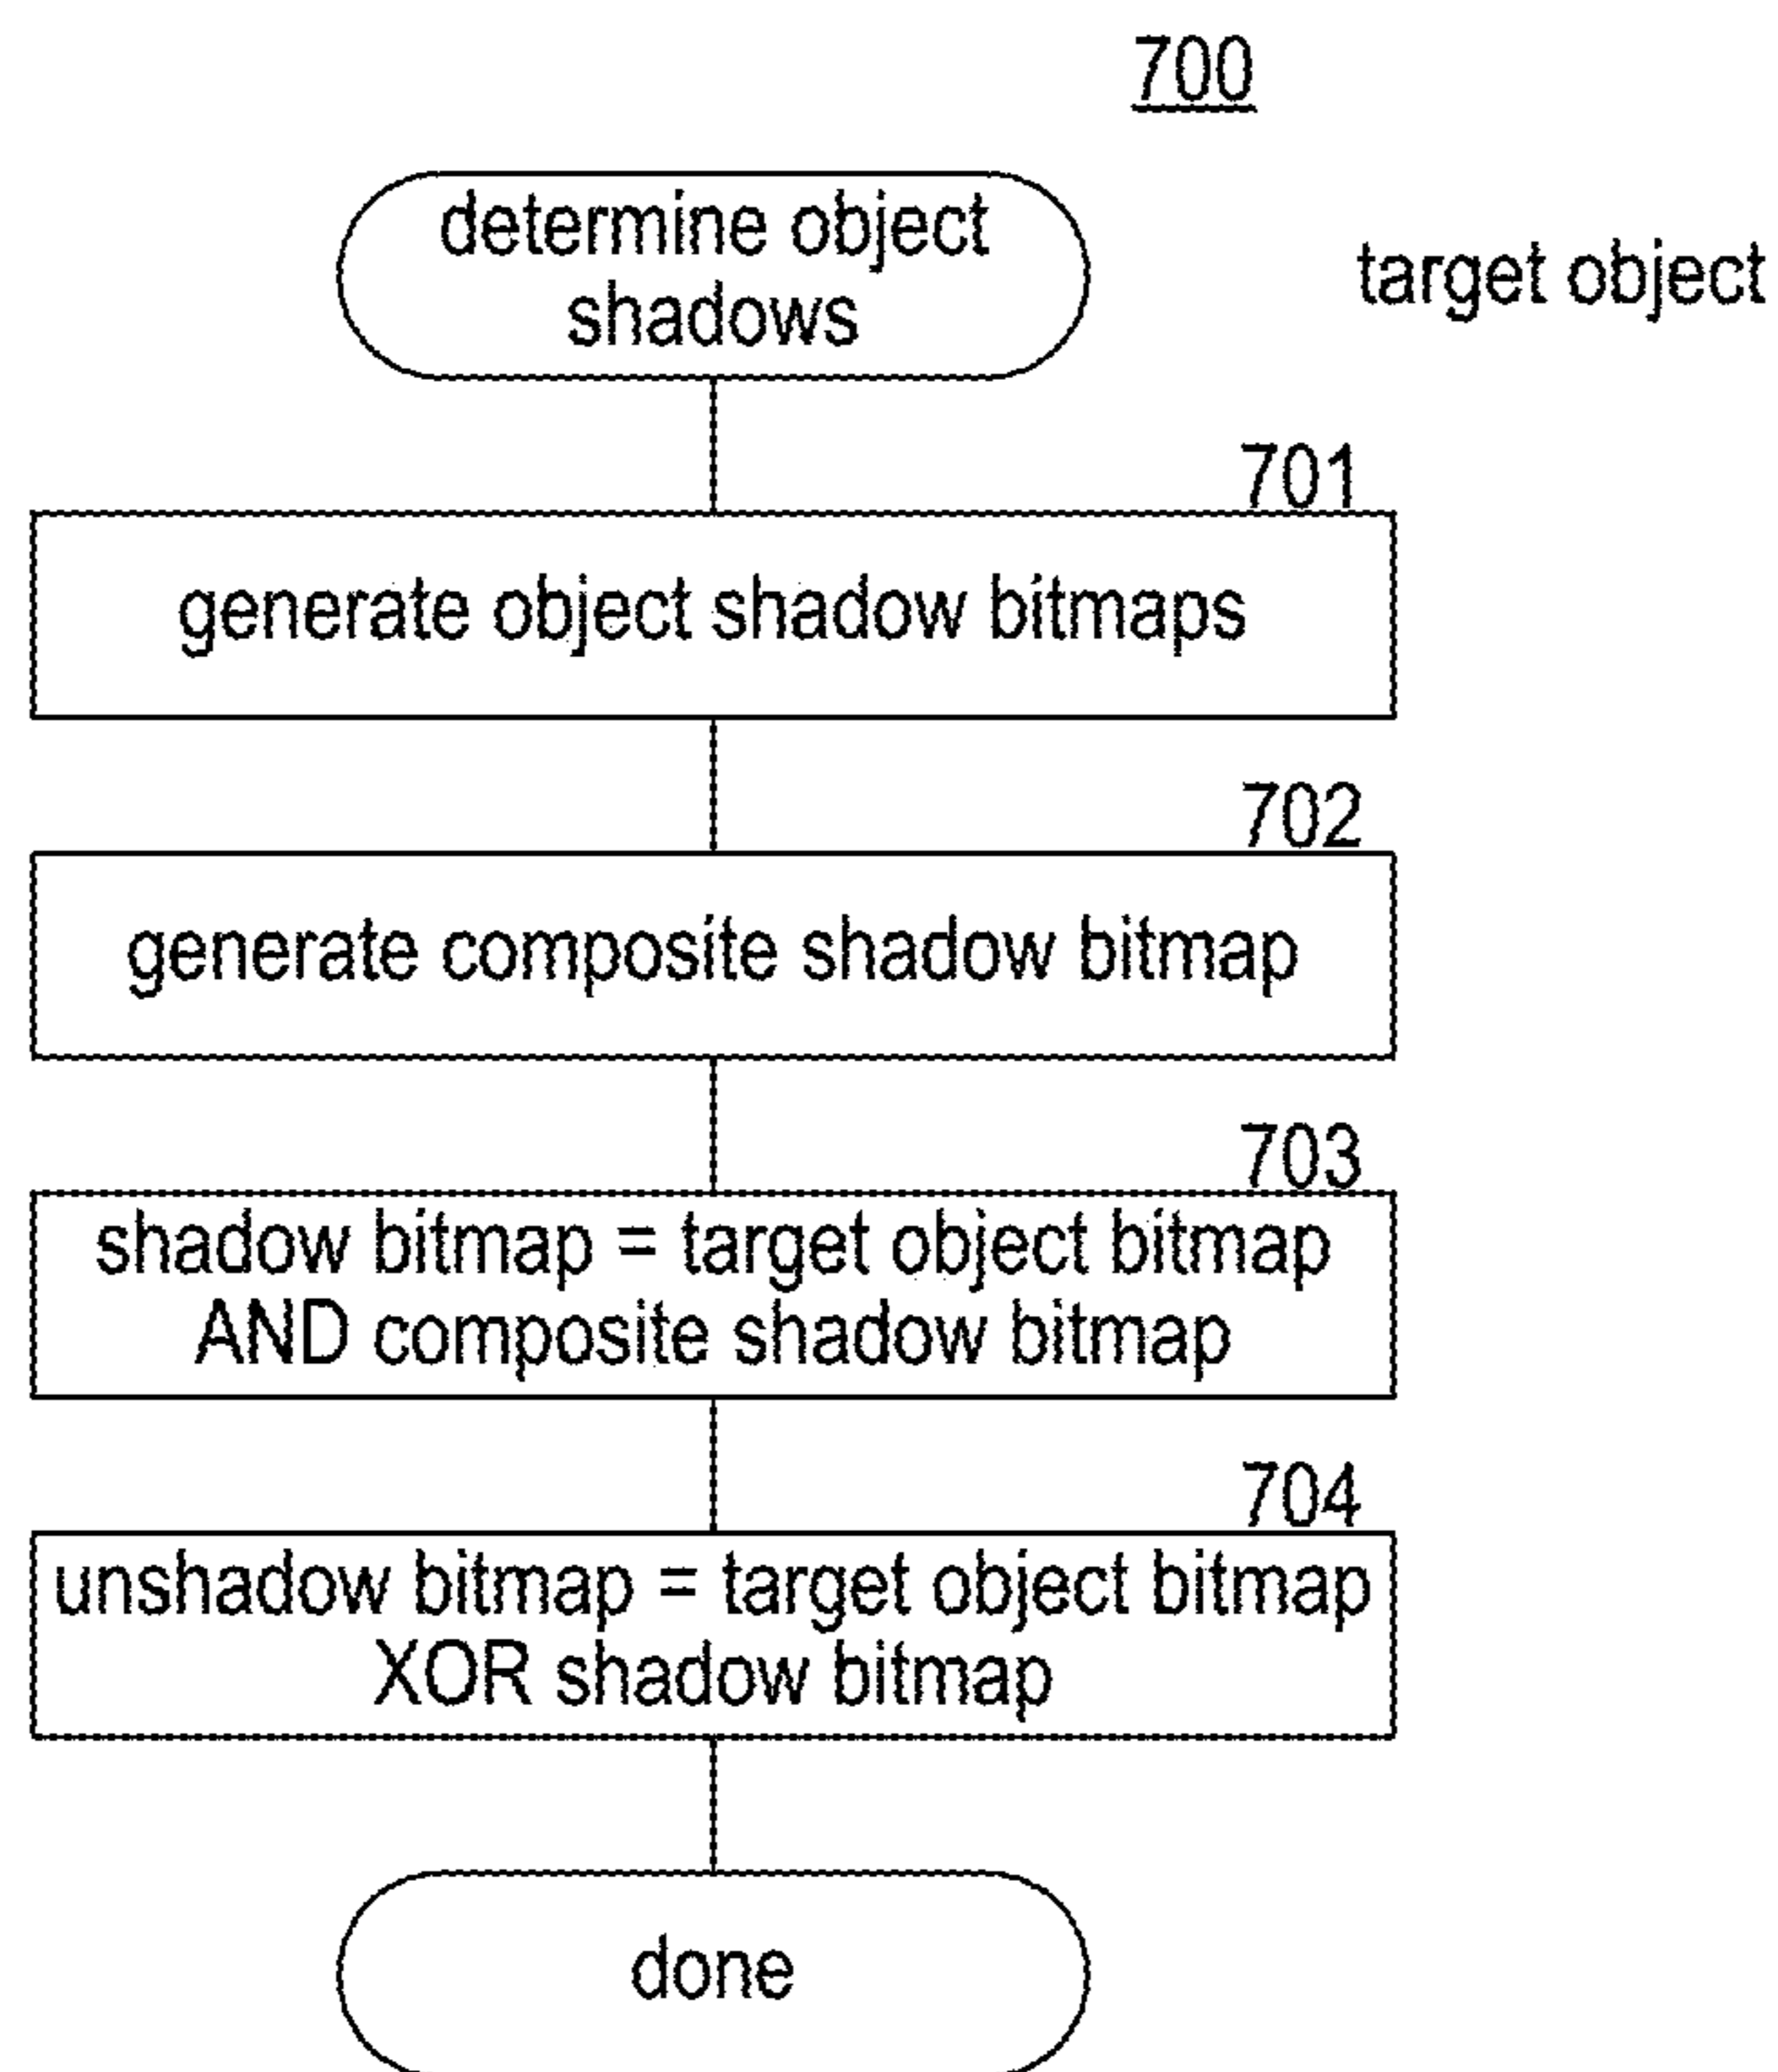 700
determine object
shadows
target object
701
generate object shadow bitmaps
702
generate composite shadow bitmap
703
shadow bitmap = target object bitmap
AND composite shadow bitmap
704
unshadow bitmap = target object bitmap
XOR shadow bitmap
done